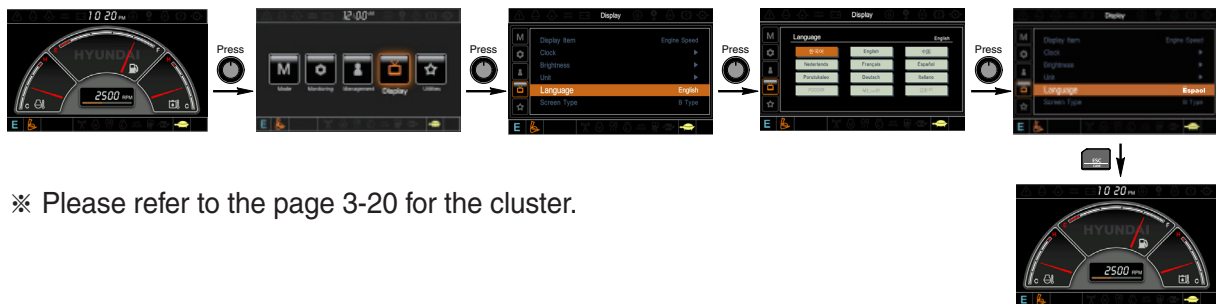 10 20 PM
HYUNDAI
F
H
H
E
C
C
2500 RPM
E
Press
12:00 AM
M
Mode
Monitoring
Management
Display
Utilities
E
Press
Display
M
Display Item Engine Speed
Clock
Brightness
Unit
Language English
Screen Type B Type
E
Press
Display
M
Language English
한국어 English 中國
Nederlands Français Español
Deutsch Italiano
E
Press
Display
M
Display Item Engine Speed
Clock
Brightness
Unit
Language Espaol
Screen Type B Type
E
ESC
※ Please refer to the page 3-20 for the cluster.
10 20 PM
HYUNDAI
F
H
H
E
C
C
2500 RPM
E